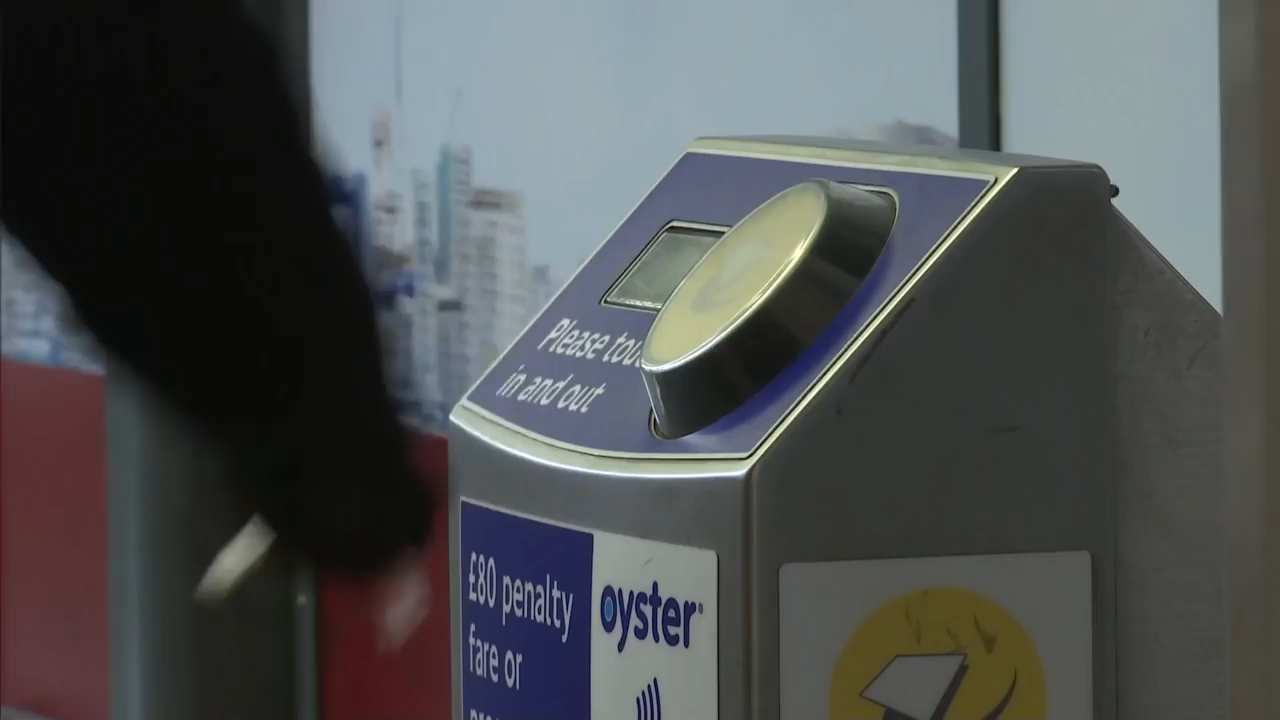 Please tou
in and out
£80 penalty
fare or
oyster